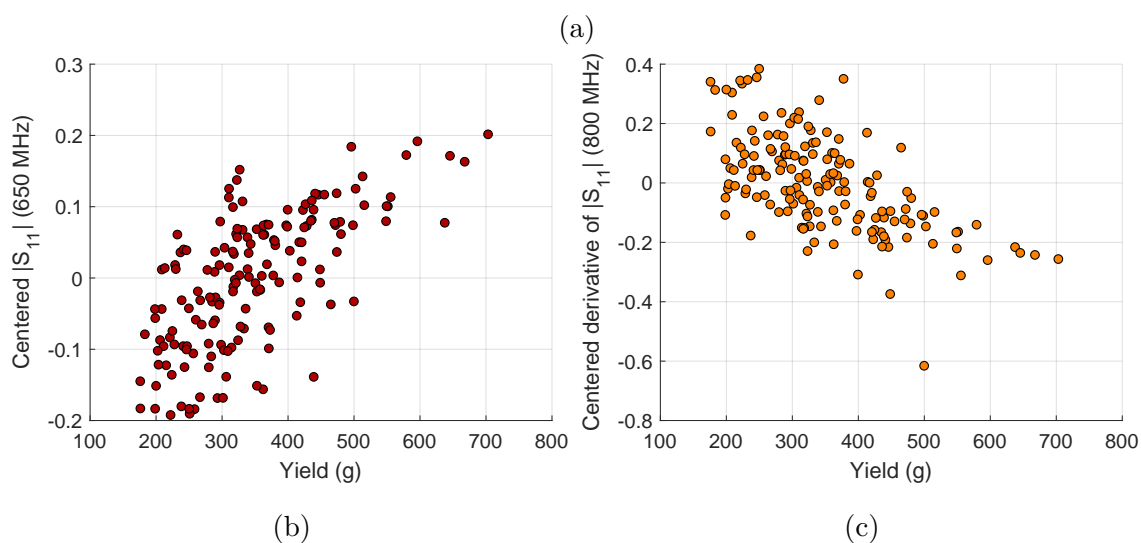 (a)
0.3
0.2
0.1
0
-0.1
-0.2
100 200 300 400 500 600 700 800
Yield (g)
Centered |S11| (650 MHz)
(b)
0.4
0.2
0
-0.2
-0.4
-0.6
-0.8
100 200 300 400 500 600 700 800
Yield (g)
Centered derivative of |S11| (800 MHz)
(c)